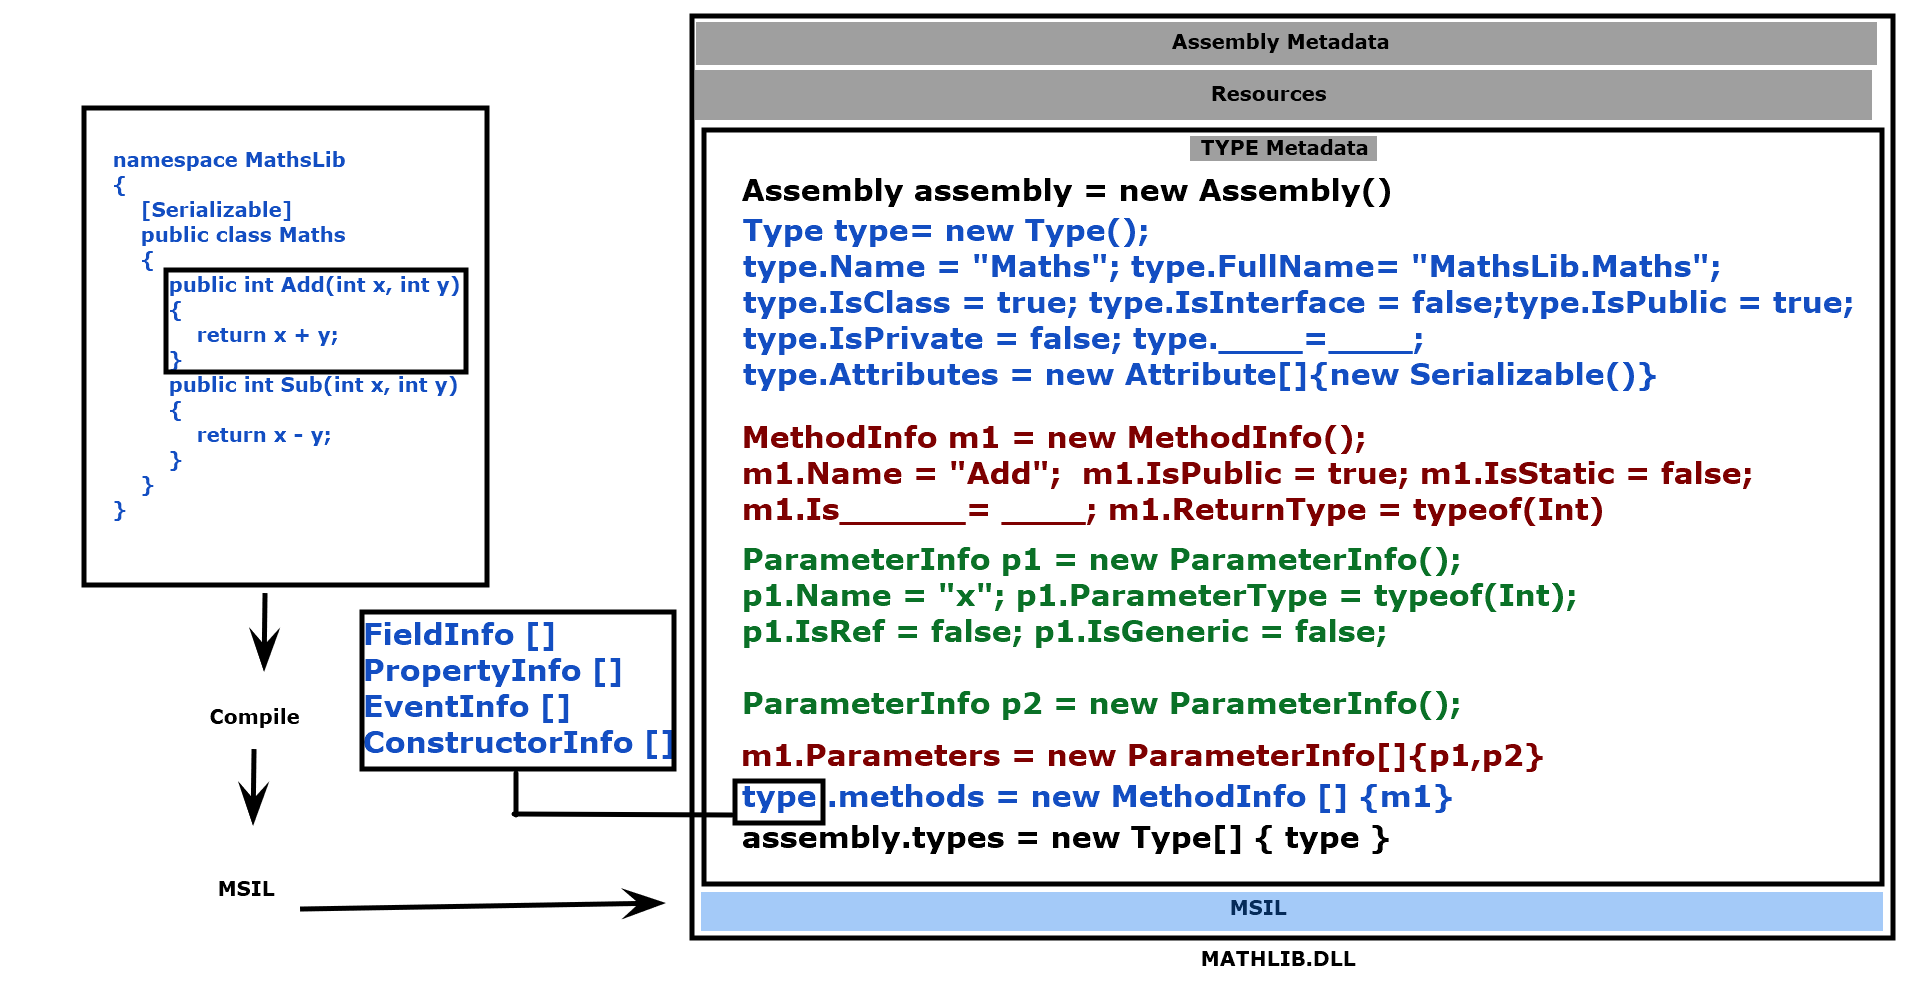 namespace MathsLib
{
[Serializable]
public class Maths
{
public int Add(int x, int y)
{
return x + y;
}
public int Sub(int x, int y)
{
return x - y;
}
}
}
Compile
MSIL
FieldInfo []
PropertyInfo []
EventInfo []
ConstructorInfo []
Assembly Metadata
Resources
TYPE Metadata
Assembly assembly = new Assembly()
Type type= new Type();
type.Name = "Maths"; type.FullName= "MathsLib.Maths";
type.IsClass = true; type.IsInterface = false;type.IsPublic = true;
type.IsPrivate = false; type.____=____;
type.Attributes = new Attribute[]{new Serializable()}
MethodInfo m1 = new MethodInfo();
m1.Name = "Add";  m1.IsPublic = true; m1.IsStatic = false;
m1.Is______= ____; m1.ReturnType = typeof(Int)
ParameterInfo p1 = new ParameterInfo();
p1.Name = "x"; p1.ParameterType = typeof(Int);
p1.IsRef = false; p1.IsGeneric = false;
ParameterInfo p2 = new ParameterInfo();
m1.Parameters = new ParameterInfo[]{p1,p2}
type .methods = new MethodInfo [] {m1}
assembly.types = new Type[] { type }
MSIL
MATHLIB.DLL